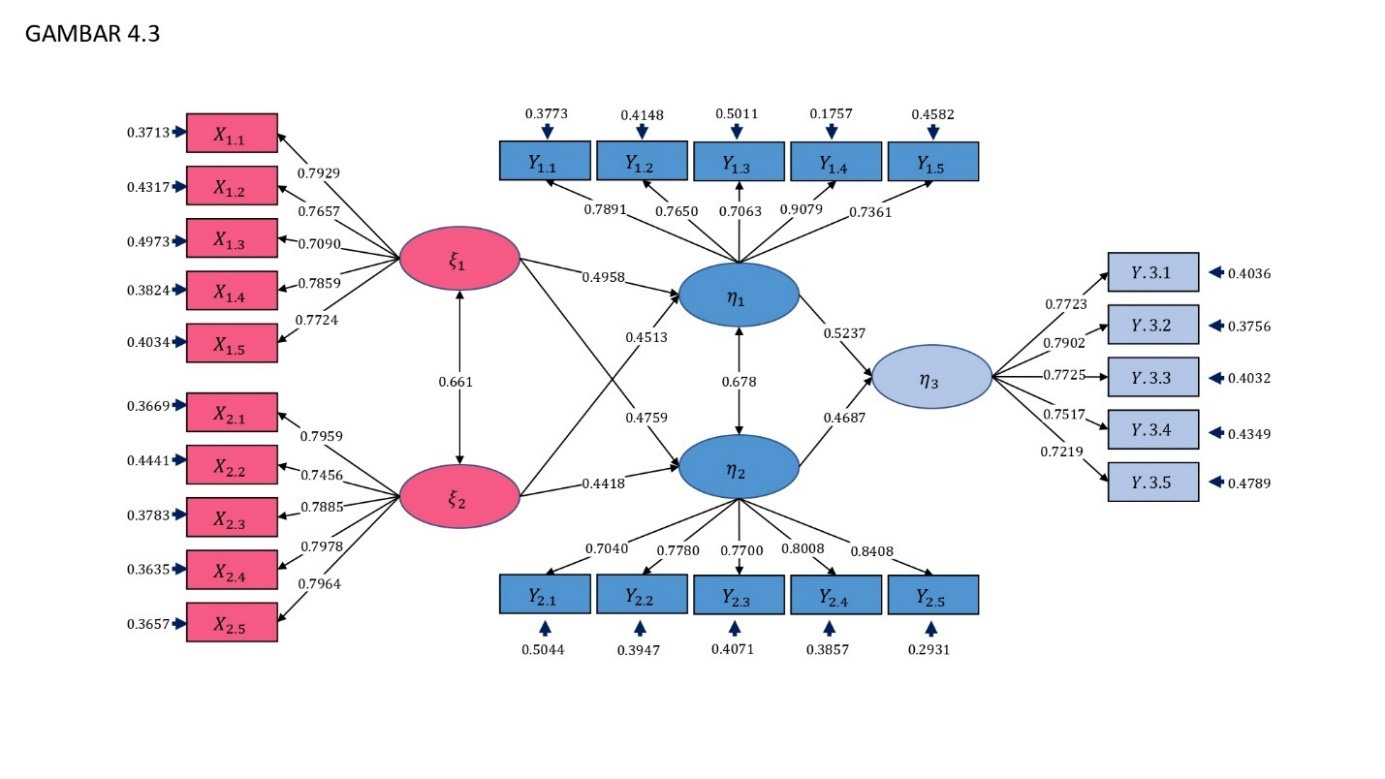 GAMBAR 4.3
0.3773 0.4148 0.5011 0.1757 0.4582
0.3713 X1.1
Y1.1 Y1.2 Y1.3 Y1.4 Y1.5
0.7929
0.4317 X1.2
0.7657
0.7891 0.7650 0.7063 0.9079 0.7361
0.4973 X1.3
0.7090
ξ1
0.3824 X1.4
0.7859
0.4958
η1
Y.3.1 0.4036
0.7724
0.7723
0.4034 X1.5
0.4513
0.5237
Y.3.2 0.3756
0.7902
0.661
0.678
η3
0.7725
Y.3.3 0.4032
0.3669 X2.1
0.4759
0.4687
0.7517
Y.3.4 0.4349
0.7959
0.7219
0.4441 X2.2
0.7456
η2
0.4418
Y.3.5 0.4789
ξ2
0.7885
0.3783 X2.3
0.7978
0.7040 0.7780 0.7700 0.8008 0.8408
0.3635 X2.4
0.7964
Y2.1 Y2.2 Y2.3 Y2.4 Y2.5
0.3657 X2.5
0.5044 0.3947 0.4071 0.3857 0.2931